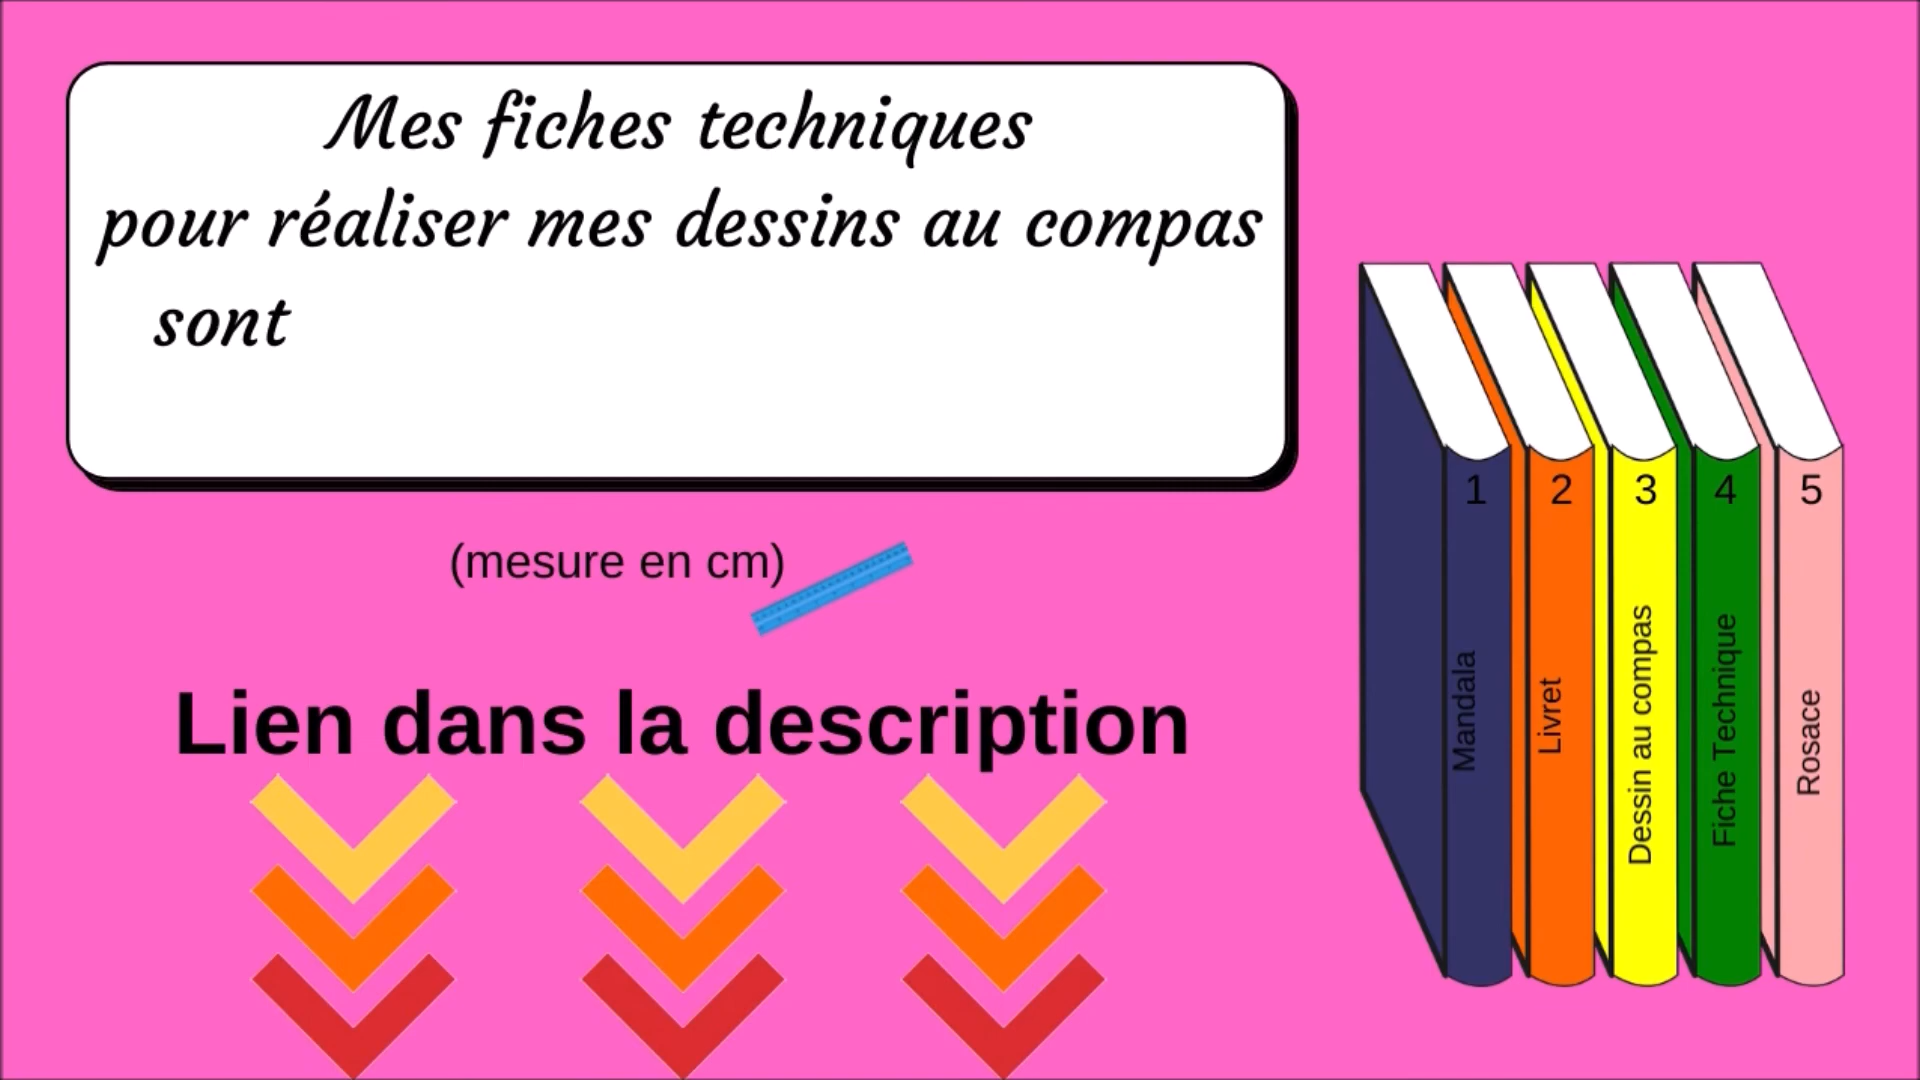 Mes fiches techniques
pour réaliser mes dessins au compas
sont
(mesure en cm)
Lien dans la description
1
2
3
4
5
Mandala
Livret
Dessin au compas
Fiche Technique
Rosace